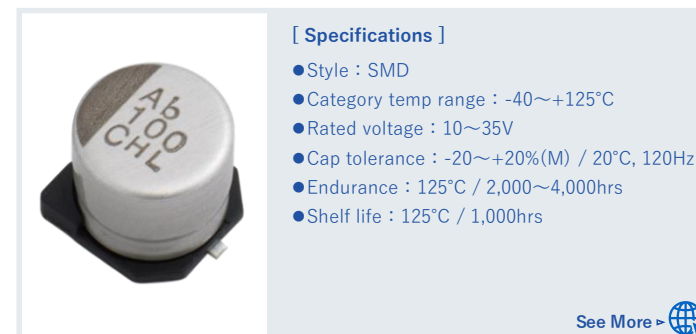 Ab
100
CHL
[ Specifications ]
●Style：SMD
●Category temp range：-40～+125°C
●Rated voltage：10～35V
●Cap tolerance：-20～+20%(M) / 20°C, 120Hz
●Endurance：125°C / 2,000～4,000hrs
●Shelf life：125°C / 1,000hrs
See More ▻